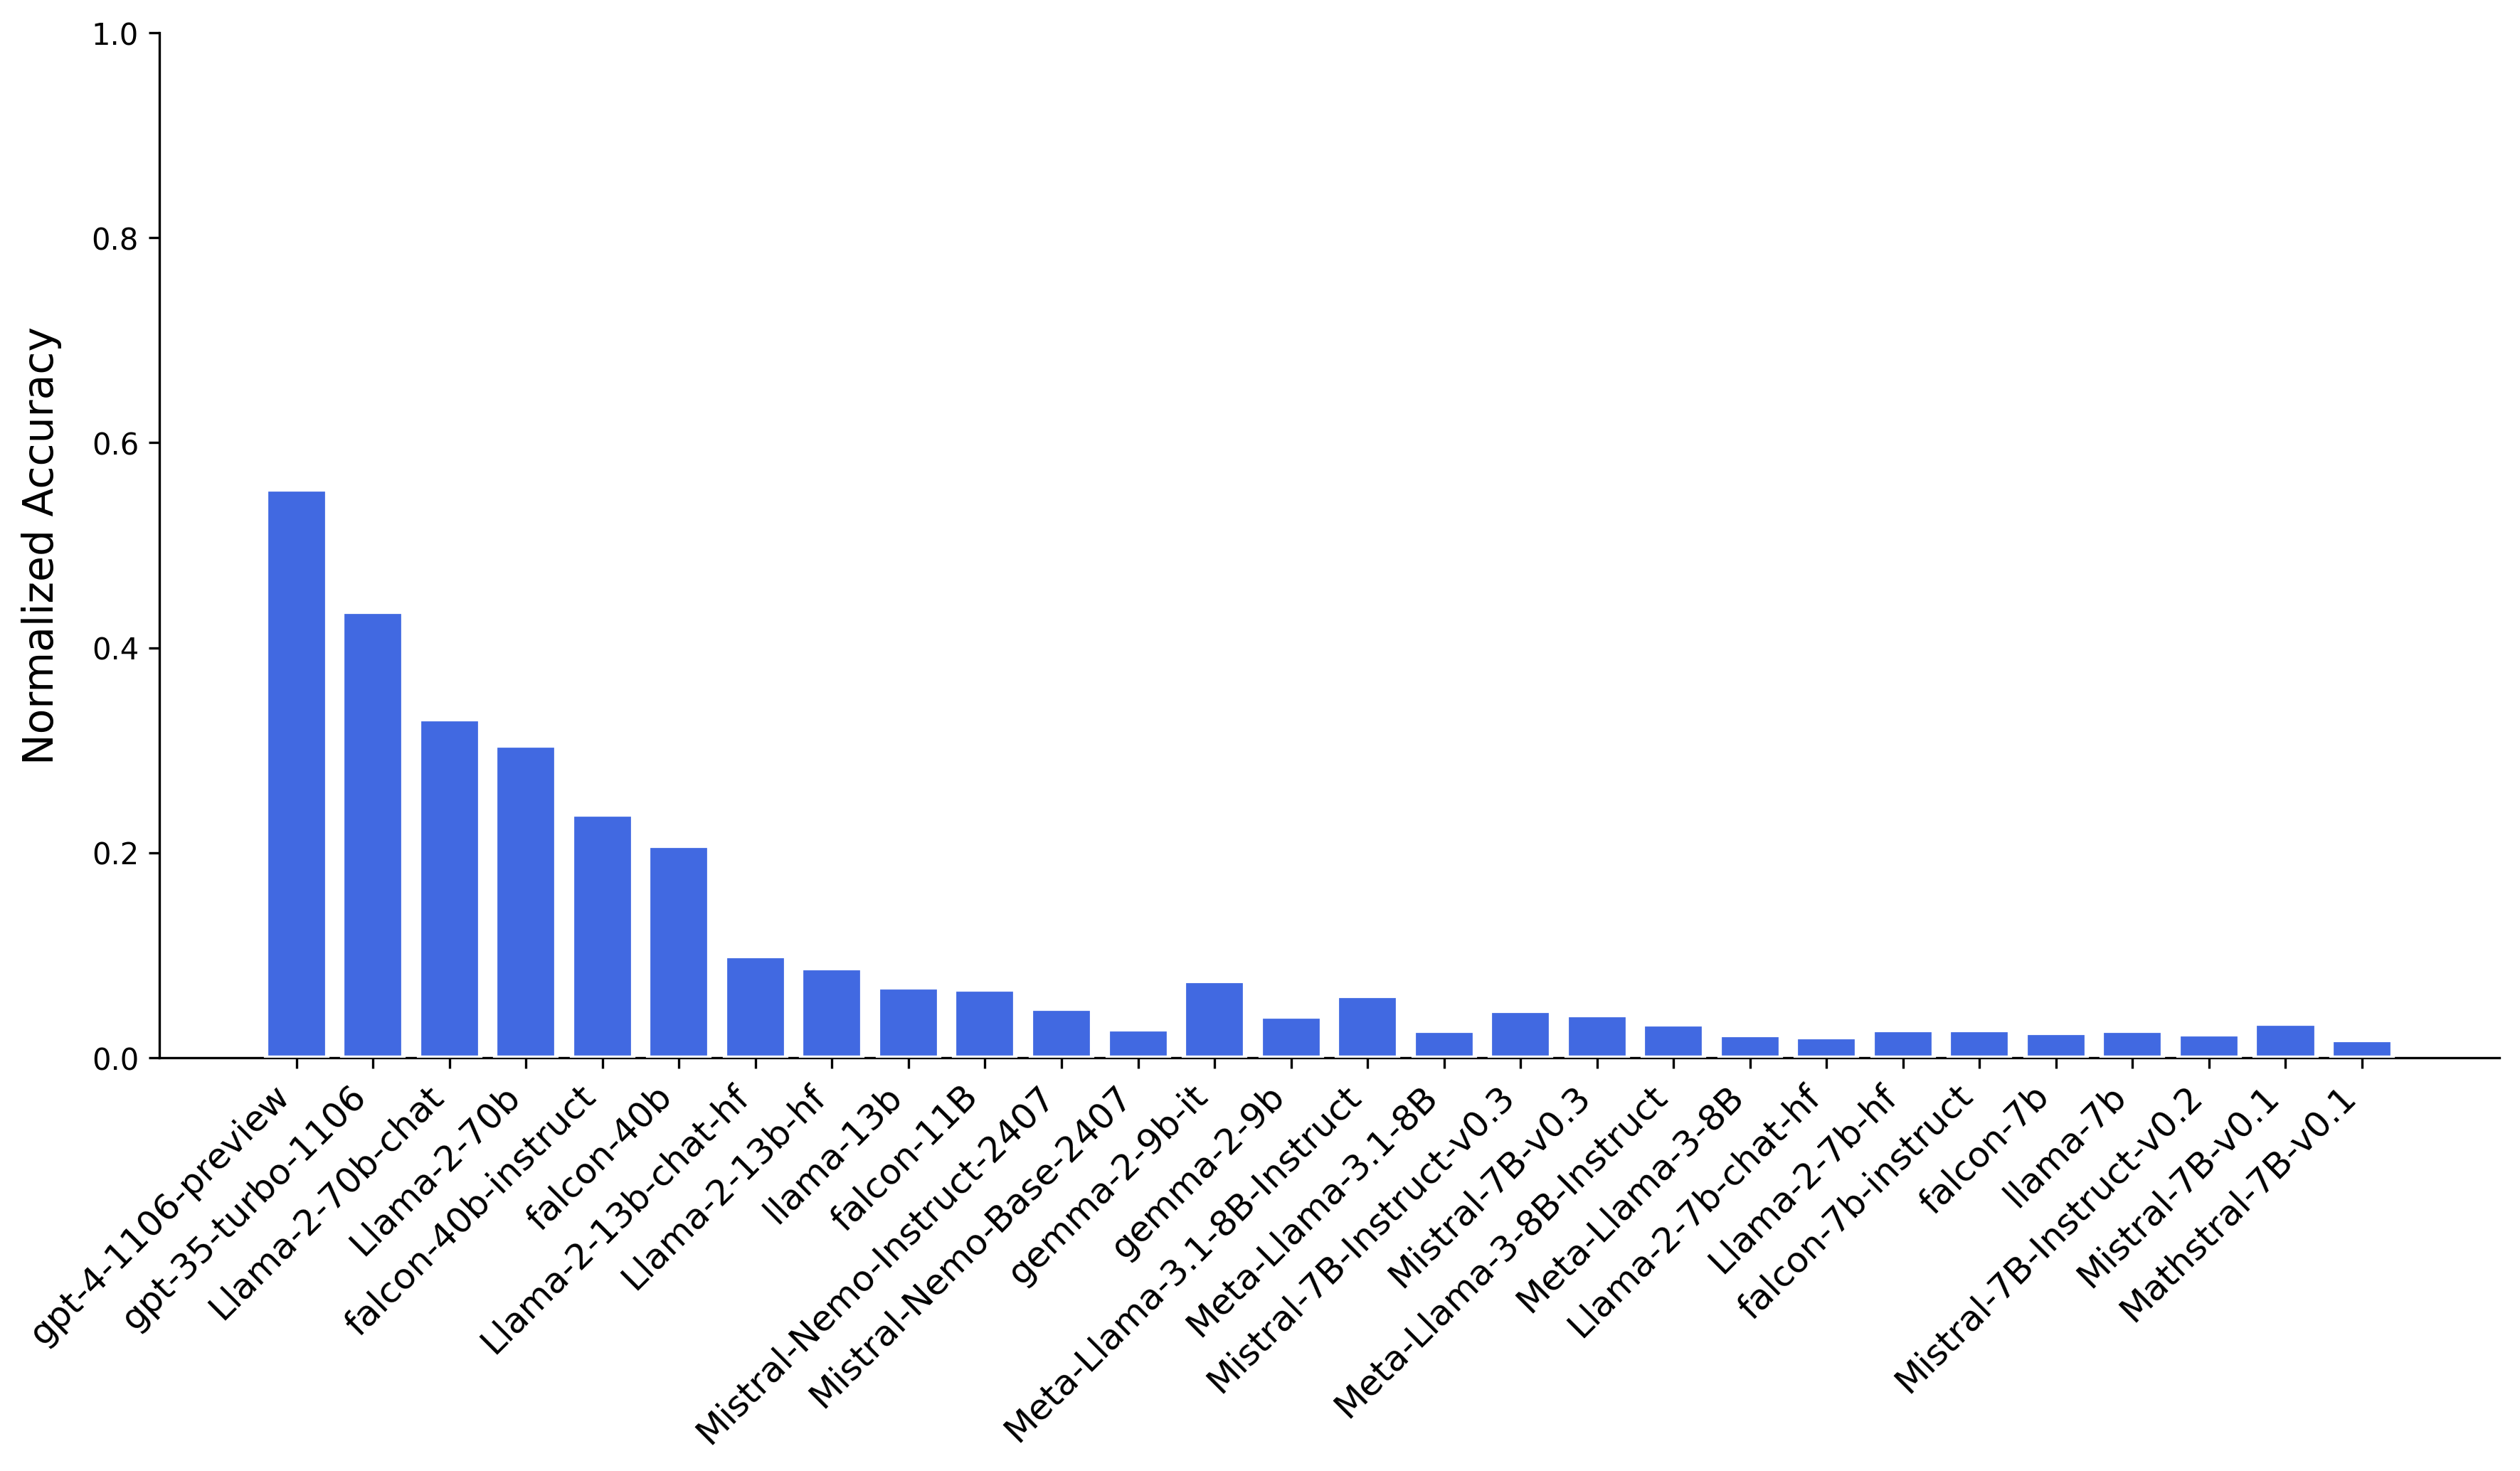 Normalized Accuracy
1.0
0.8
0.6
0.4
0.2
0.0
gpt-4-1106-preview
gpt-35-turbo-1106
Llama-2-70b-chat
Llama-2-70b
falcon-40b-instruct
falcon-40b
Llama-2-13b-chat-hf
Llama-2-13b-hf
llama-13b
falcon-11B
Mistral-Nemo-Instruct-2407
Mistral-Nemo-Base-2407
gemma-2-9b-it
gemma-2-9b
Meta-Llama-3.1-8B-Instruct
Meta-Llama-3.1-8B
Mistral-7B-Instruct-v0.3
Mistral-7B-v0.3
Meta-Llama-3-8B-Instruct
Meta-Llama-3-8B
Llama-2-7b-chat-hf
Llama-2-7b-hf
falcon-7b-instruct
falcon-7b
llama-7b
Mistral-7B-Instruct-v0.2
Mistral-7B-v0.1
Mathstral-7B-v0.1